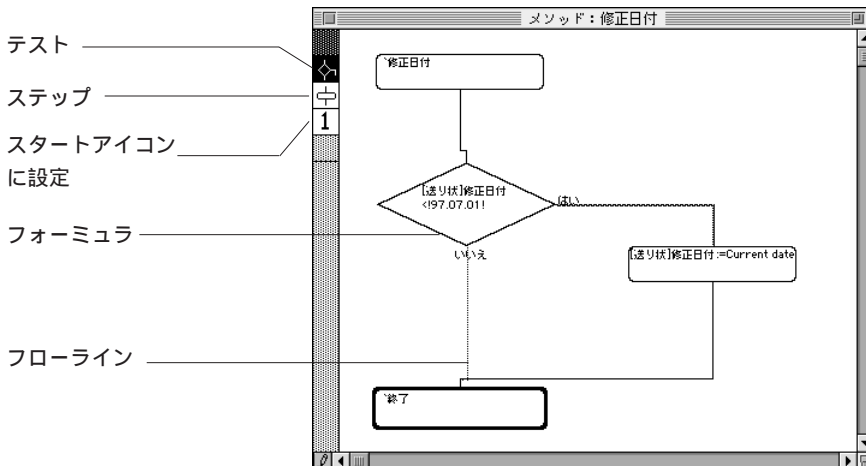 メソッド：修正日付
テスト
ステップ
1
スタートアイコン
に設定
フォーミュラ
フローライン
`修正日付
[送り状]修正日付
<!97.07.01!
はい
いいえ
[送り状]修正日付:=Current date
`終了